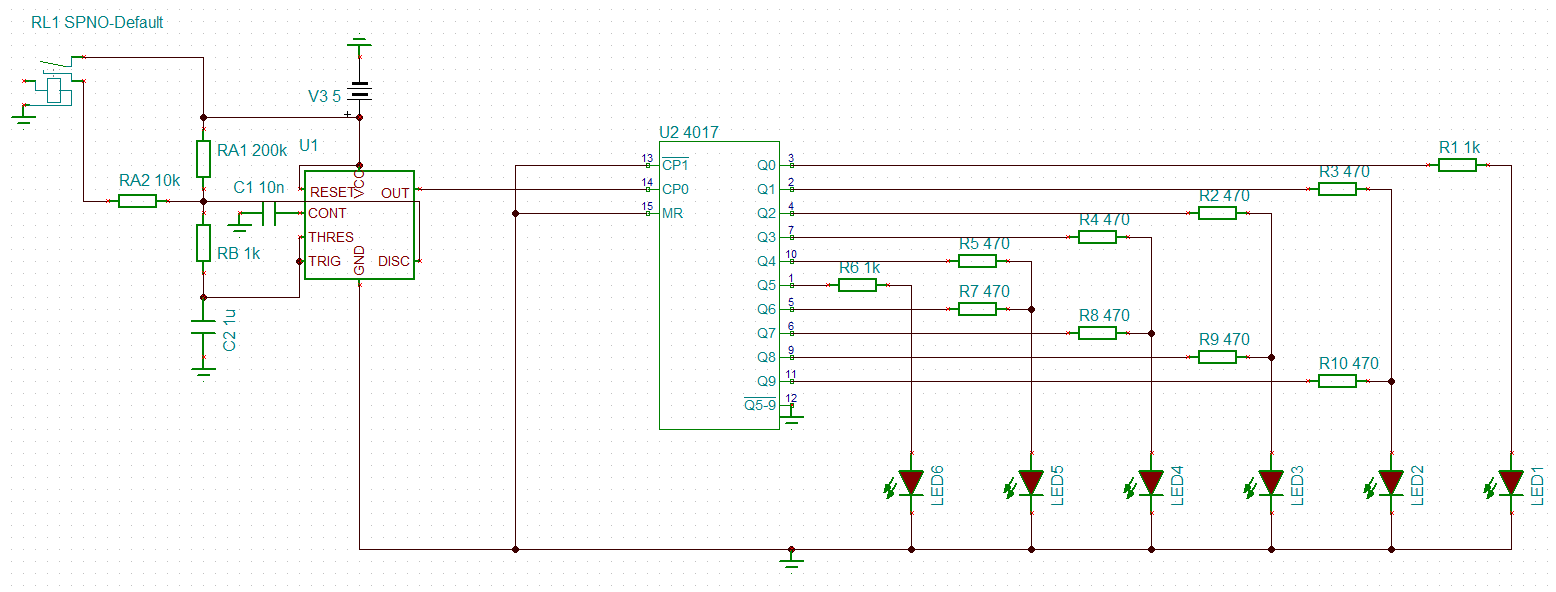 RL1 SPNO-Default
V3 5
+
RA1 200k
U1
RA2 10k
C1 10n
RB 1k
C2 1u
RESET
VCC
OUT
CONT
THRES
TRIG
GND
DISC
U2 4017
13 CP1
14 CP0
15 MR
Q0 3
Q1 2
Q2 4
Q3 7
Q4 10
Q5 1
Q6 5
Q7 6
Q8 9
Q9 11
Q5-9 12
R1 1k
R3 470
R2 470
R4 470
R5 470
R6 1k
R7 470
R8 470
R9 470
R10 470
LED6
LED5
LED4
LED3
LED2
LED1